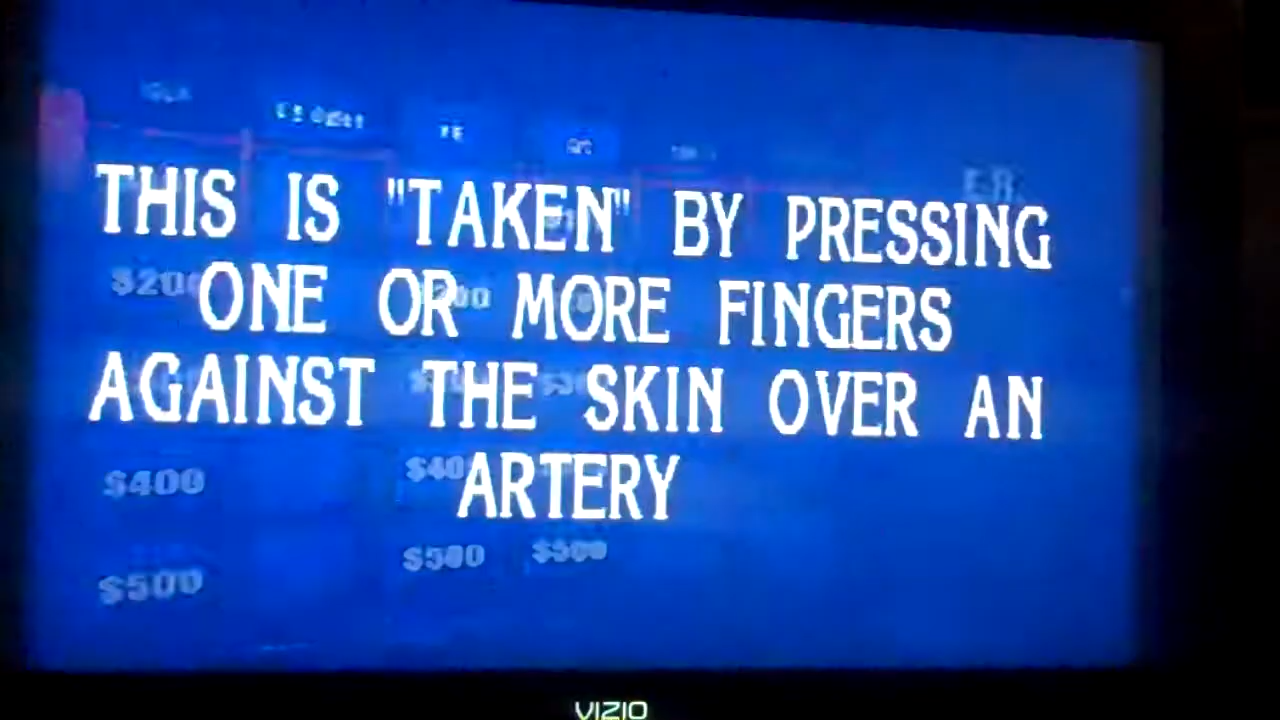 E.R.
THIS IS "TAKEN" BY PRESSING
$200
ONE OR MORE FINGERS
AGAINST THE SKIN OVER AN
$400
ARTERY
$500 $500
$500
VIZIO